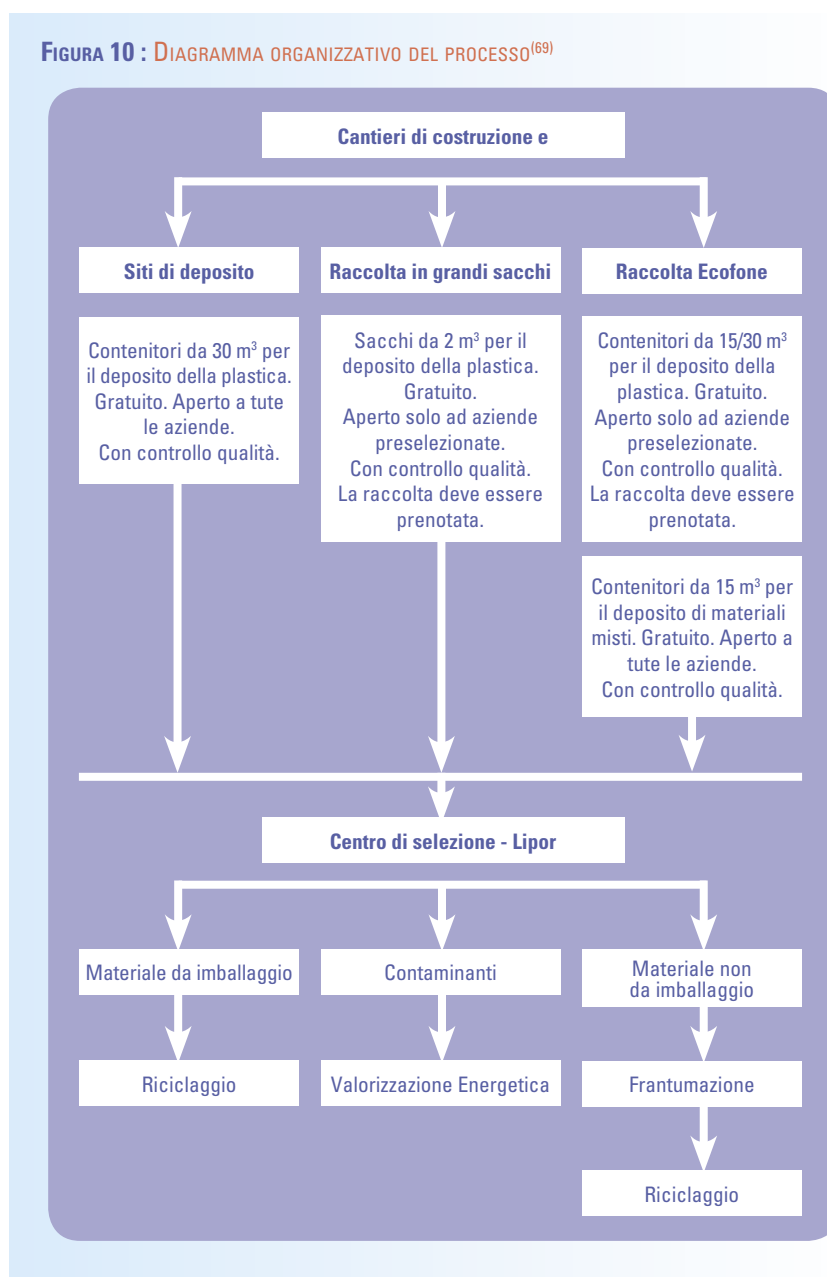 FIGURA 10 : DIAGRAMMA ORGANIZZATIVO DEL PROCESSO(69)
Cantieri di costruzione e
Siti di deposito
Contenitori da 30 m³ per
il deposito della plastica.
Gratuito. Aperto a tute
le aziende.
Con controllo qualità.
Raccolta in grandi sacchi
Sacchi da 2 m³ per il
deposito della plastica.
Gratuito.
Aperto solo ad aziende
preselezionate.
Con controllo qualità.
La raccolta deve essere
prenotata.
Raccolta Ecofone
Contenitori da 15/30 m³
per il deposito della
plastica. Gratuito.
Aperto solo ad aziende
preselezionate.
Con controllo qualità.
La raccolta deve essere
prenotata.
Contenitori da 15 m³ per
il deposito di materiali
misti. Gratuito. Aperto a
tute le aziende.
Con controllo qualità.
Centro di selezione - Lipor
Materiale da imballaggio
Riciclaggio
Contaminanti
Valorizzazione Energetica
Materiale non
da imballaggio
Frantumazione
Riciclaggio